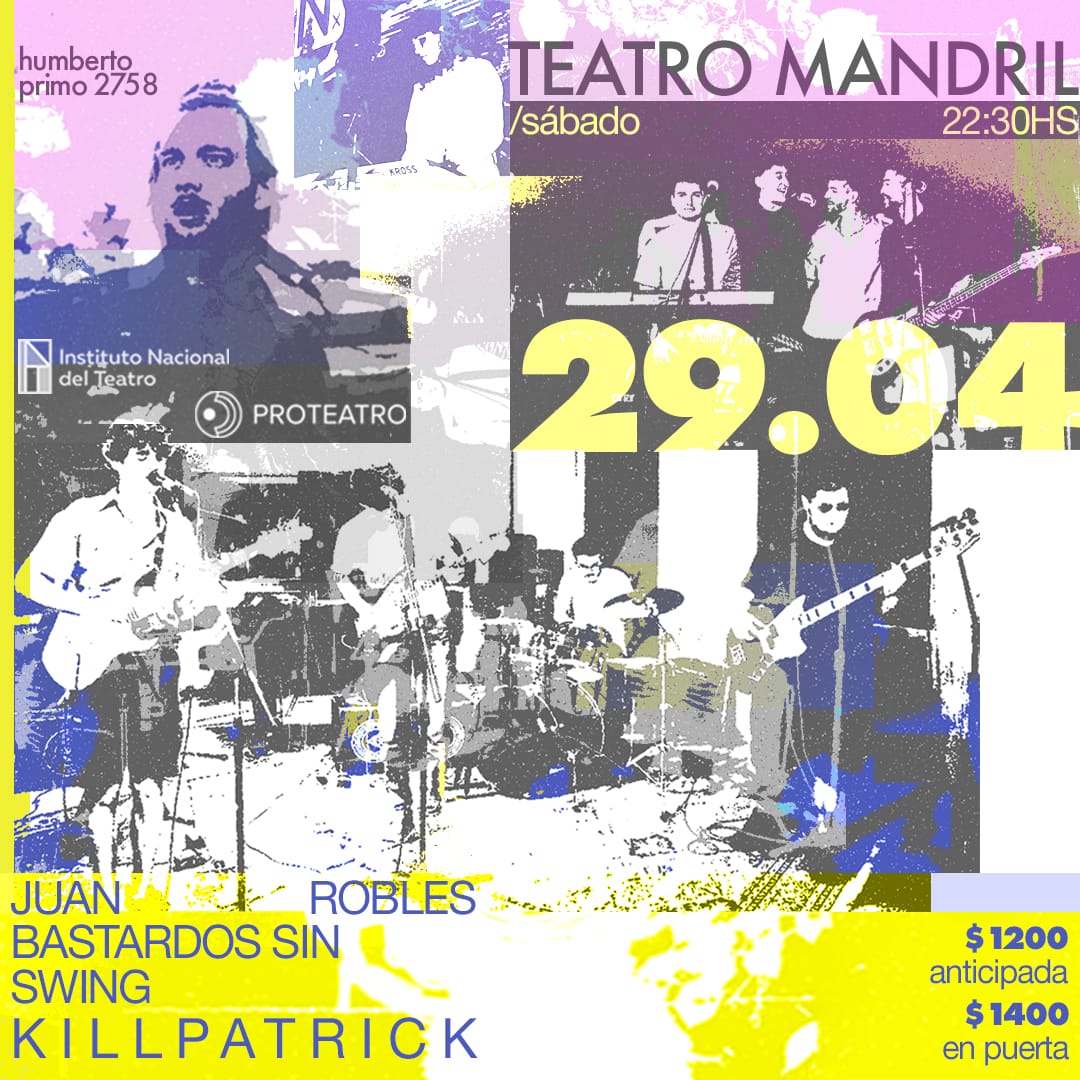 humberto
primo 2758
TEATRO MANDRIL
/sábado 22:30HS
KROSS
29.04
Instituto Nacional
del Teatro
PROTEATRO
JUAN ROBLES
BASTARDOS SIN
SWING
KILLPATRICK
$1200
anticipada
$1400
en puerta